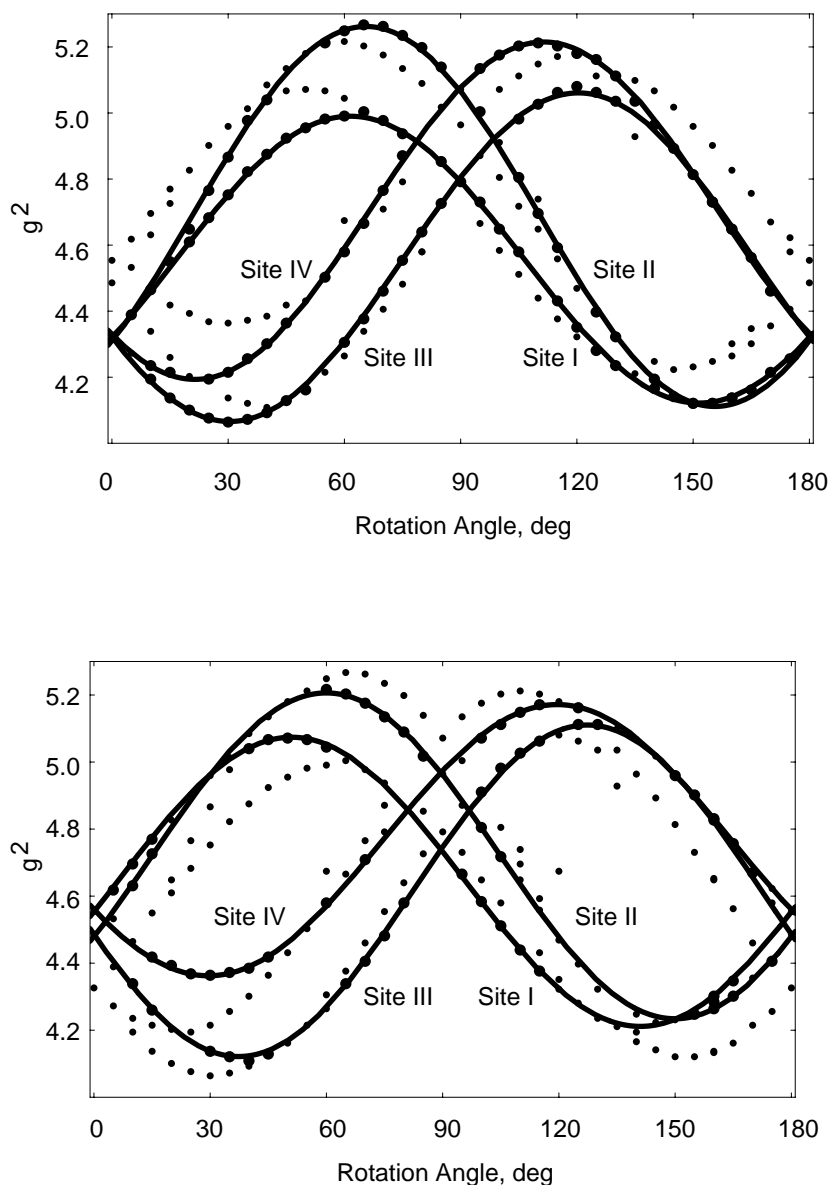 5.2
5.0
4.8
4.6
4.4
4.2
g2
Site IV
Site II
Site III
Site I
0 30 60 90 120 150 180
Rotation Angle, deg
5.2
5.0
4.8
4.6
4.4
4.2
g2
Site IV
Site II
Site III
Site I
0 30 60 90 120 150 180
Rotation Angle, deg